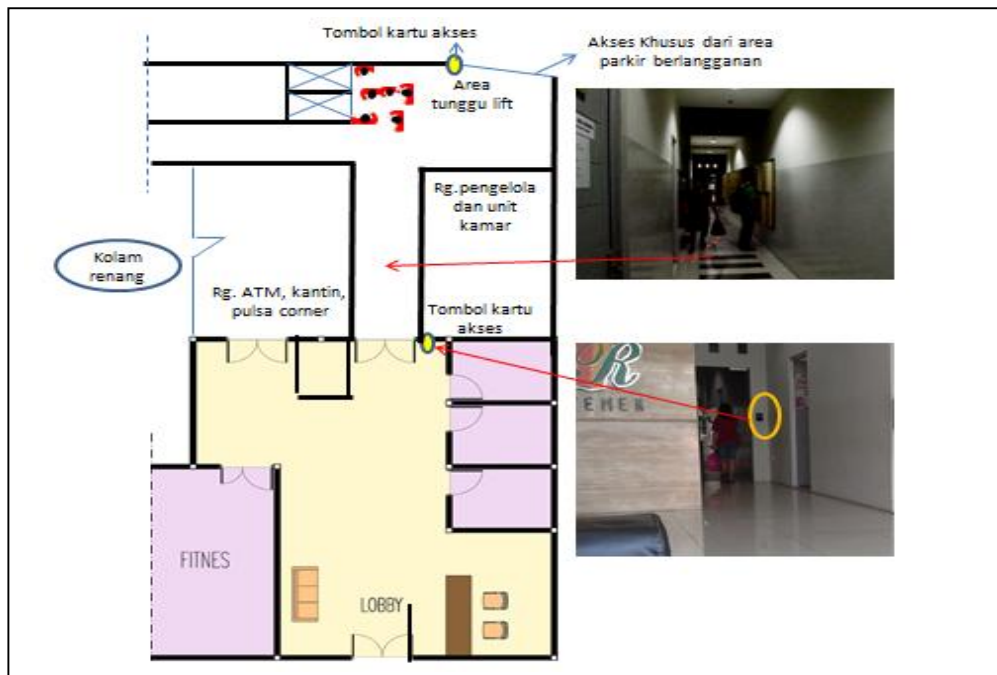 Tombol kartu akses
Akses Khusus dari area
parkir berlangganan
Area
tunggu lift
Rg.pengelola
dan unit
kamar
Kolam
renang
Rg. ATM, kantin,
pulsa corner
Tombol kartu
akses
FITNES
LOBBY